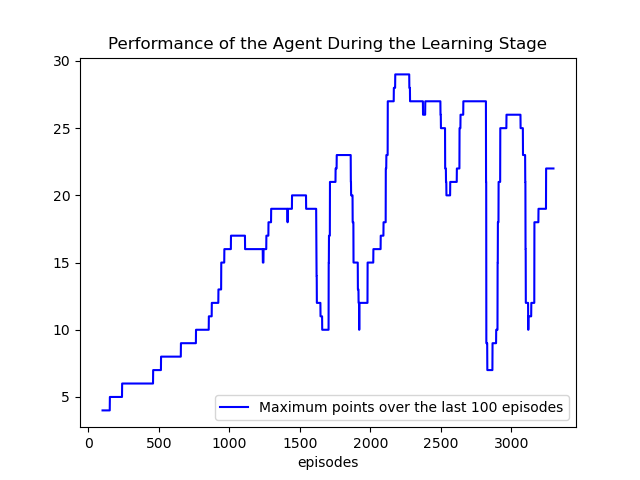 Performance of the Agent During the Learning Stage
30
25
20
15
10
5
Maximum points over the last 100 episodes
0 500 1000 1500 2000 2500 3000
episodes